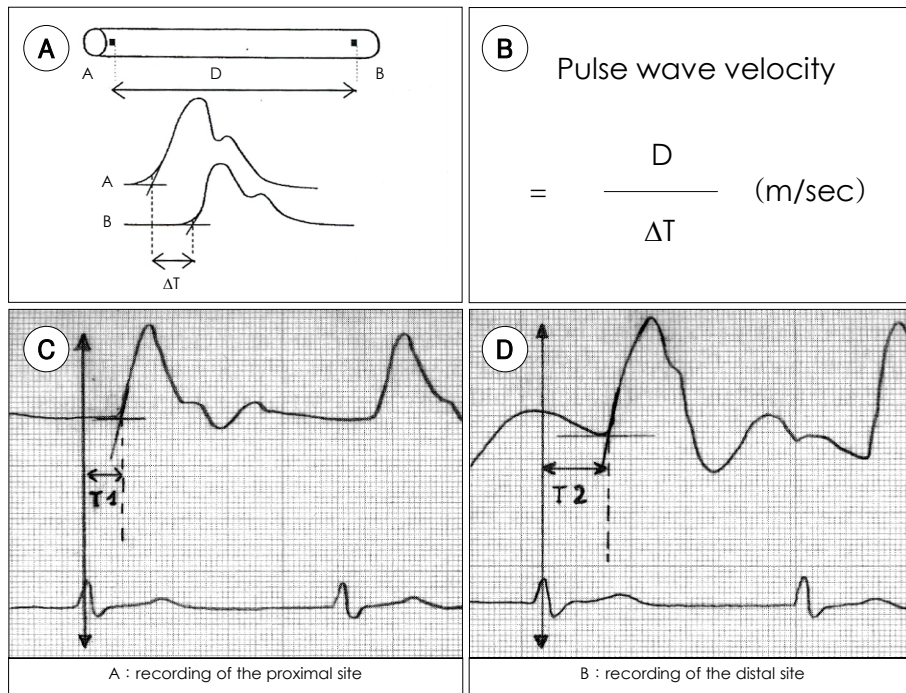 A
A
D
B
A
B
ΔT
B
Pulse wave velocity
D
= (m/sec)
ΔT
C
T1
A : recording of the proximal site
D
T2
B : recording of the distal site